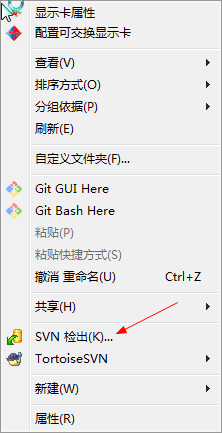 显示卡属性
配置可交换显示卡
查看(V)
排序方式(O)
分组依据(P)
刷新(E)
自定义文件夹(F)...
Git GUI Here
Git Bash Here
粘贴(P)
粘贴快捷方式(S)
撤消 重命名(U) Ctrl+Z
共享(H)
SVN 检出(K)...
TortoiseSVN
新建(W)
属性(R)